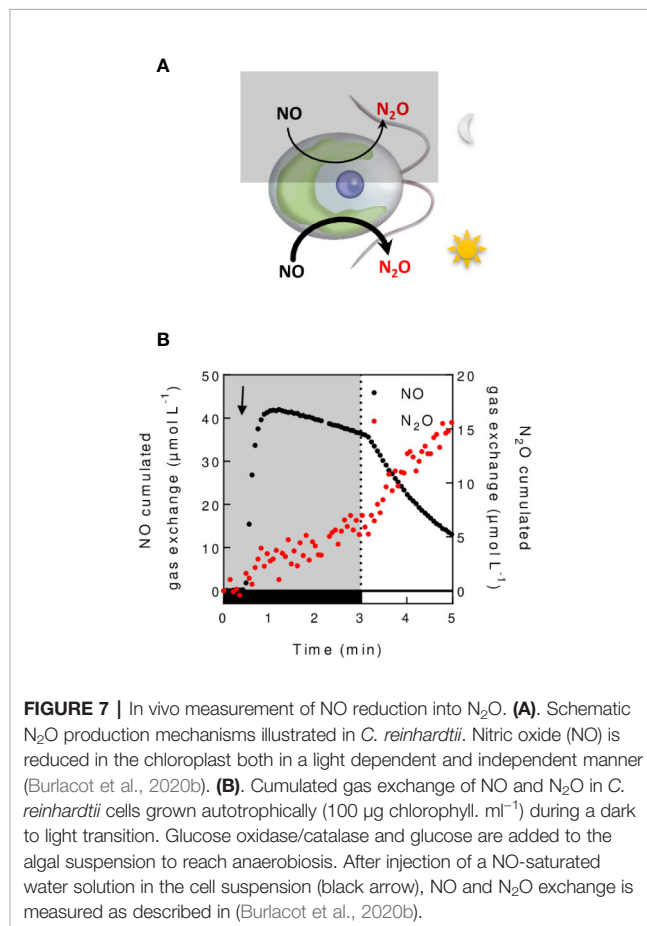 A
NO
N₂O
NO
N₂O
B
50
40
30
20
10
0
NO cumulated
gas exchange (μmol L⁻¹)
NO
N₂O
20
15
10
5
0
N₂O cumulated
gas exchange (μmol L⁻¹)
0 1 2 3 4 5
Time (min)
FIGURE 7 | In vivo measurement of NO reduction into N₂O. (A). Schematic
N₂O production mechanisms illustrated in C. reinhardtii. Nitric oxide (NO) is
reduced in the chloroplast both in a light dependent and independent manner
(Burlacot et al., 2020b). (B). Cumulated gas exchange of NO and N₂O in C.
reinhardtii cells grown autotrophically (100 µg chlorophyll. ml⁻¹) during a dark
to light transition. Glucose oxidase/catalase and glucose are added to the
algal suspension to reach anaerobiosis. After injection of a NO-saturated
water solution in the cell suspension (black arrow), NO and N₂O exchange is
measured as described in (Burlacot et al., 2020b).